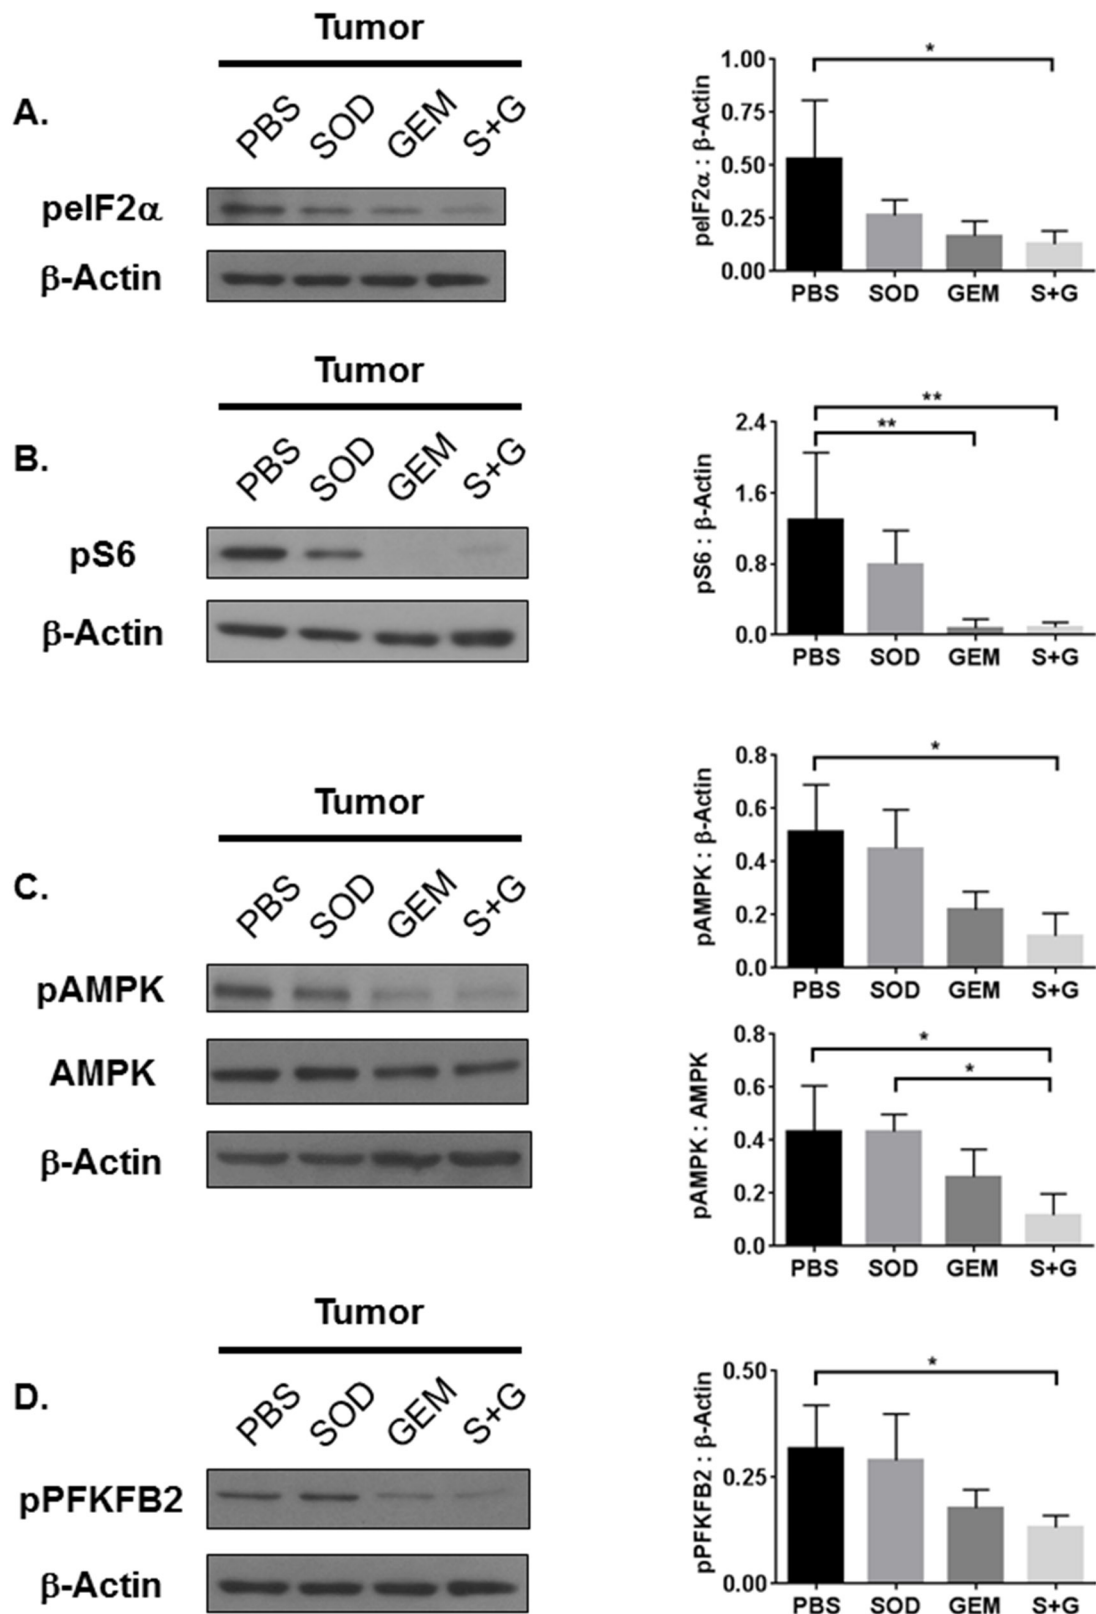 Tumor
A.
PBS SOD GEM S+G
peIF2α
β-Actin
*
1.00
0.75
0.50
0.25
0.00
peIF2α : β-Actin
PBS SOD GEM S+G
Tumor
B.
PBS SOD GEM S+G
pS6
β-Actin
**
**
2.4
1.6
0.8
0.0
pS6 : β-Actin
PBS SOD GEM S+G
Tumor
C.
PBS SOD GEM S+G
pAMPK
AMPK
β-Actin
*
0.8
0.6
0.4
0.2
0.0
pAMPK : β-Actin
PBS SOD GEM S+G
*
*
0.8
0.6
0.4
0.2
0.0
pAMPK : AMPK
PBS SOD GEM S+G
Tumor
D.
PBS SOD GEM S+G
pPFKFB2
β-Actin
*
0.50
0.25
0.00
pPFKFB2 : β-Actin
PBS SOD GEM S+G